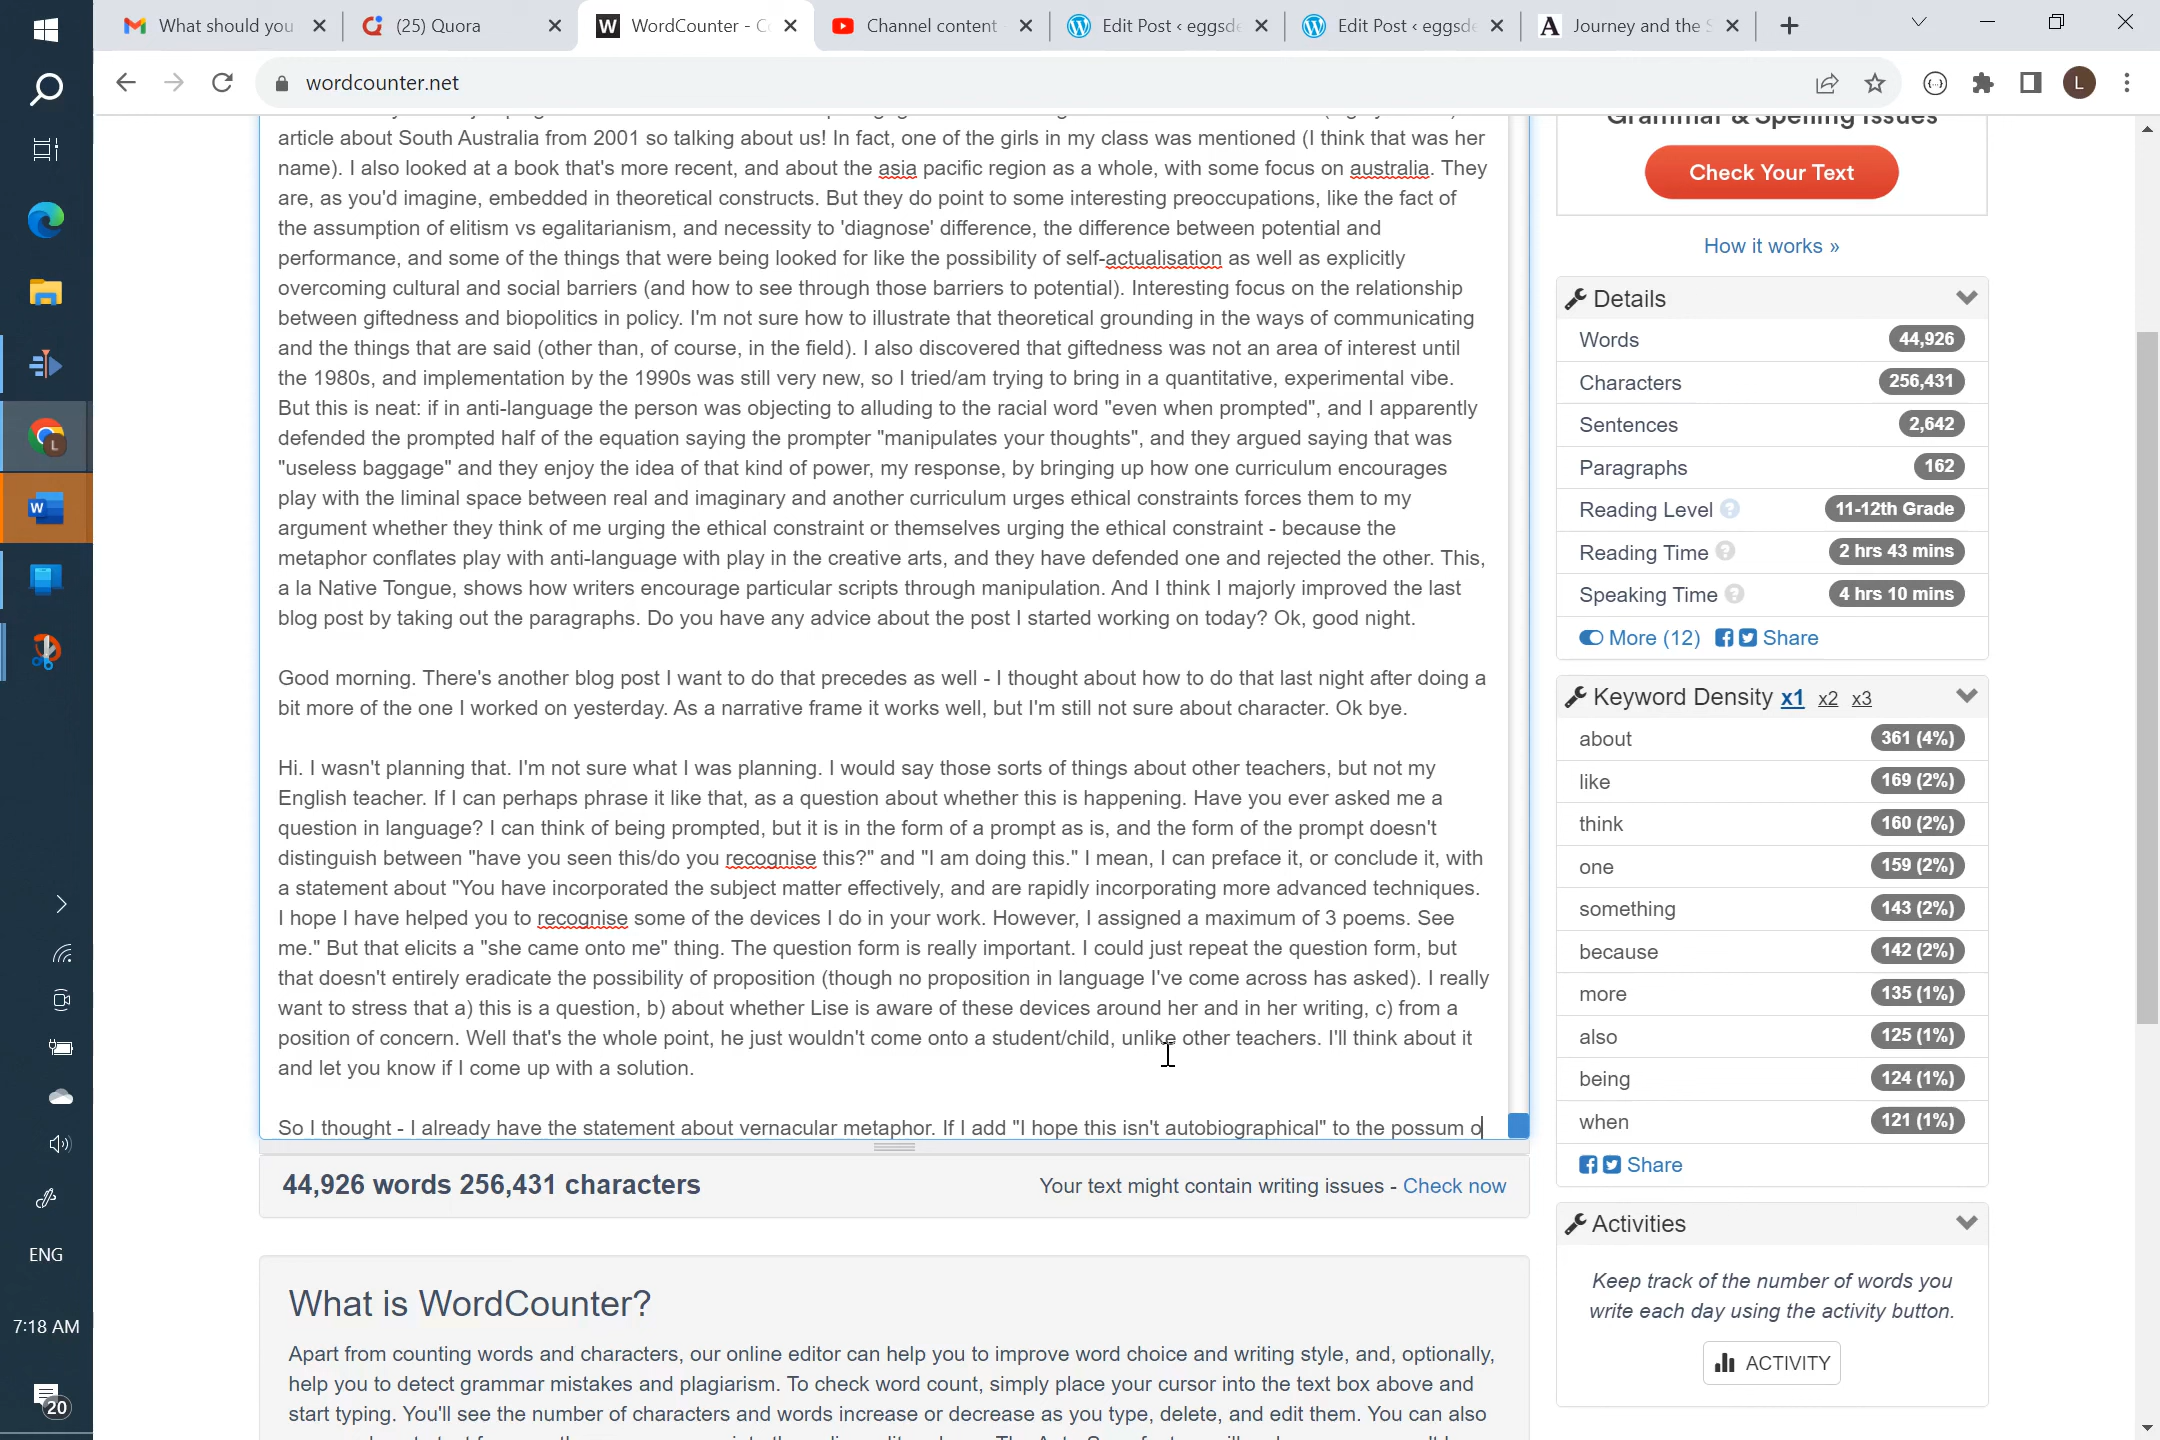 What should you
(25) Quora
WordCounter - C
Channel content
Edit Post ‹ eggsde
Edit Post ‹ eggsde
Journey and the S
wordcounter.net
L
article about South Australia from 2001 so talking about us! In fact, one of the girls in my class was mentioned (I think that was her
name). I also looked at a book that's more recent, and about the asia pacific region as a whole, with some focus on australia. They
are, as you'd imagine, embedded in theoretical constructs. But they do point to some interesting preoccupations, like the fact of
the assumption of elitism vs egalitarianism, and necessity to 'diagnose' difference, the difference between potential and
performance, and some of the things that were being looked for like the possibility of self-actualisation as well as explicitly
overcoming cultural and social barriers (and how to see through those barriers to potential). Interesting focus on the relationship
between giftedness and biopolitics in policy. I'm not sure how to illustrate that theoretical grounding in the ways of communicating
and the things that are said (other than, of course, in the field). I also discovered that giftedness was not an area of interest until
the 1980s, and implementation by the 1990s was still very new, so I tried/am trying to bring in a quantitative, experimental vibe.
But this is neat: if in anti-language the person was objecting to alluding to the racial word "even when prompted", and I apparently
defended the prompted half of the equation saying the prompter "manipulates your thoughts", and they argued saying that was
"useless baggage" and they enjoy the idea of that kind of power, my response, by bringing up how one curriculum encourages
play with the liminal space between real and imaginary and another curriculum urges ethical constraints forces them to my
argument whether they think of me urging the ethical constraint or themselves urging the ethical constraint - because the
metaphor conflates play with anti-language with play in the creative arts, and they have defended one and rejected the other. This,
a la Native Tongue, shows how writers encourage particular scripts through manipulation. And I think I majorly improved the last
blog post by taking out the paragraphs. Do you have any advice about the post I started working on today? Ok, good night.
Good morning. There's another blog post I want to do that precedes as well - I thought about how to do that last night after doing a
bit more of the one I worked on yesterday. As a narrative frame it works well, but I'm still not sure about character. Ok bye.
Hi. I wasn't planning that. I'm not sure what I was planning. I would say those sorts of things about other teachers, but not my
English teacher. If I can perhaps phrase it like that, as a question about whether this is happening. Have you ever asked me a
question in language? I can think of being prompted, but it is in the form of a prompt as is, and the form of the prompt doesn't
distinguish between "have you seen this/do you recognise this?" and "I am doing this." I mean, I can preface it, or conclude it, with
a statement about "You have incorporated the subject matter effectively, and are rapidly incorporating more advanced techniques.
I hope I have helped you to recognise some of the devices I do in your work. However, I assigned a maximum of 3 poems. See
me." But that elicits a "she came onto me" thing. The question form is really important. I could just repeat the question form, but
that doesn't entirely eradicate the possibility of proposition (though no proposition in language I've come across has asked). I really
want to stress that a) this is a question, b) about whether Lise is aware of these devices around her and in her writing, c) from a
position of concern. Well that's the whole point, he just wouldn't come onto a student/child, unlike other teachers. I'll think about it
and let you know if I come up with a solution.
So I thought - I already have the statement about vernacular metaphor. If I add "I hope this isn't autobiographical" to the possum o
44,926 words 256,431 characters
Your text might contain writing issues - Check now
What is WordCounter?
Apart from counting words and characters, our online editor can help you to improve word choice and writing style, and, optionally,
help you to detect grammar mistakes and plagiarism. To check word count, simply place your cursor into the text box above and
start typing. You'll see the number of characters and words increase or decrease as you type, delete, and edit them. You can also
Grammar & Spelling Issues
Check Your Text
How it works »
Details
Words 44,926
Characters 256,431
Sentences 2,642
Paragraphs 162
Reading Level 11-12th Grade
Reading Time 2 hrs 43 mins
Speaking Time 4 hrs 10 mins
More (12) Share
Keyword Density x1 x2 x3
about 361 (4%)
like 169 (2%)
think 160 (2%)
one 159 (2%)
something 143 (2%)
because 142 (2%)
more 135 (1%)
also 125 (1%)
being 124 (1%)
when 121 (1%)
Share
Activities
Keep track of the number of words you
write each day using the activity button.
ACTIVITY
ENG
7:18 AM
20